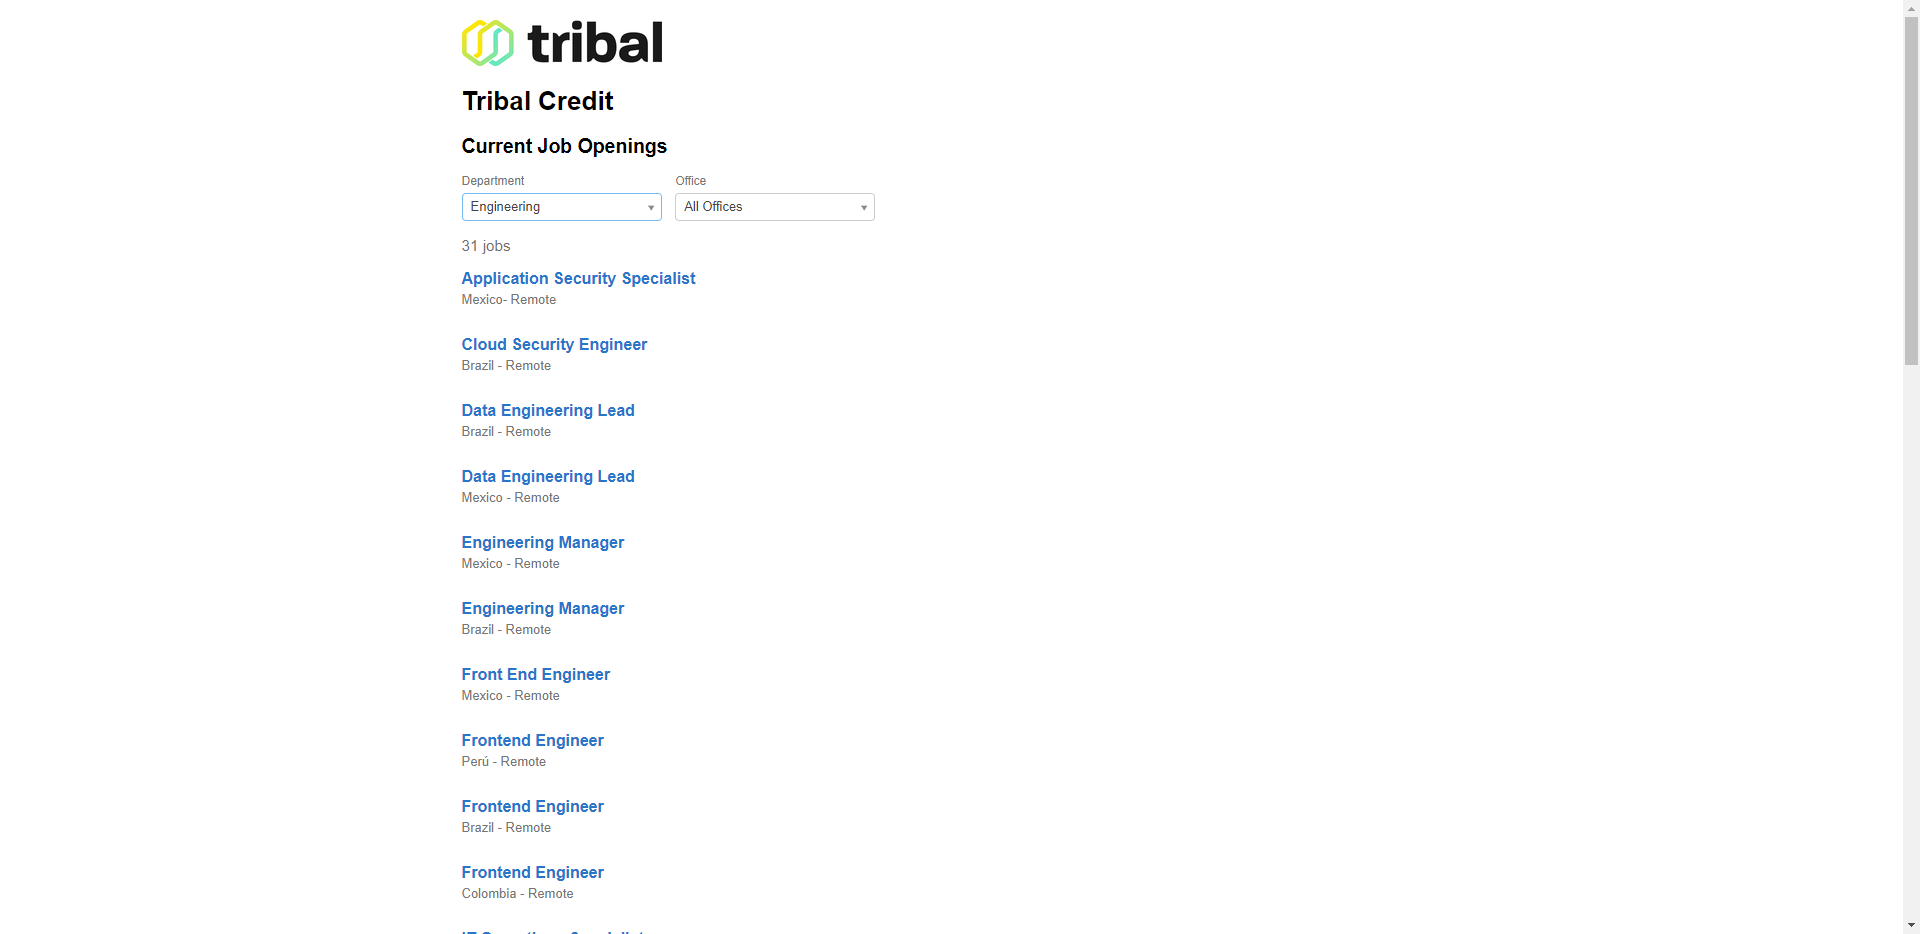 tribal
Tribal Credit
Current Job Openings
Department Office
Engineering All Offices
31 jobs
Application Security Specialist
Mexico- Remote
Cloud Security Engineer
Brazil - Remote
Data Engineering Lead
Brazil - Remote
Data Engineering Lead
Mexico - Remote
Engineering Manager
Mexico - Remote
Engineering Manager
Brazil - Remote
Front End Engineer
Mexico - Remote
Frontend Engineer
Perú - Remote
Frontend Engineer
Brazil - Remote
Frontend Engineer
Colombia - Remote